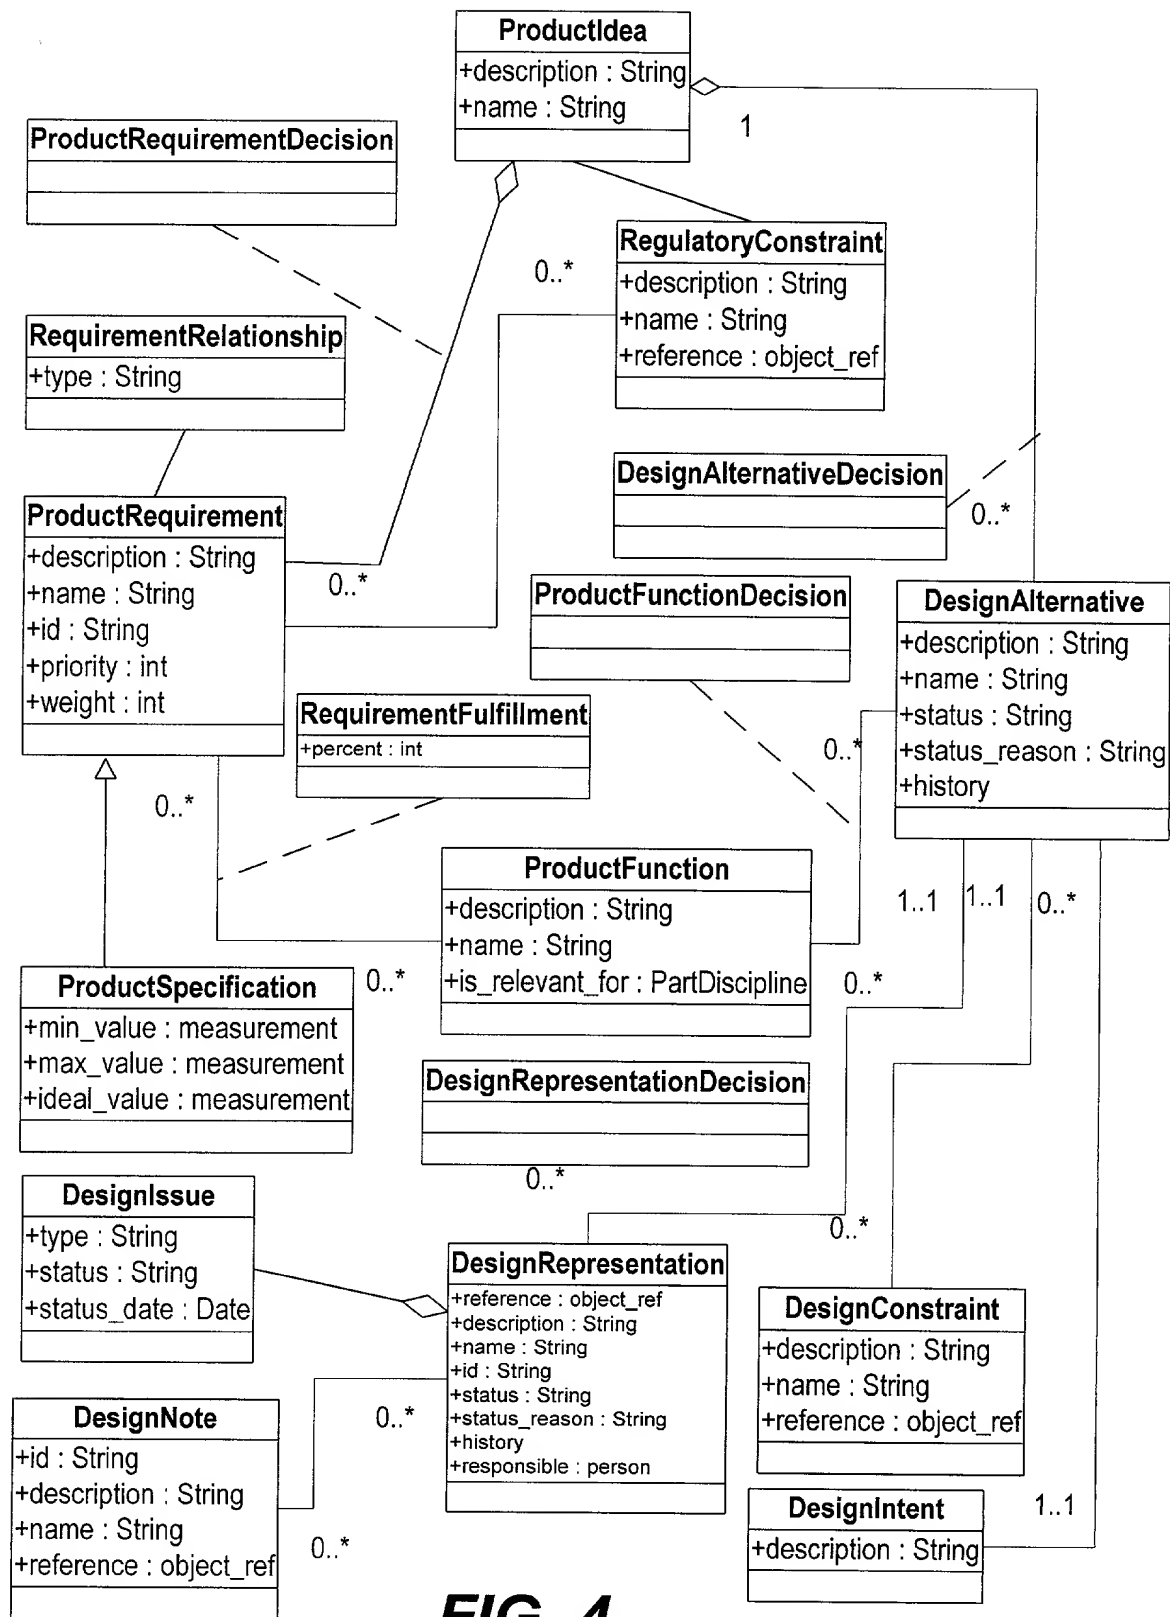 ProductIdea
+description : String
+name : String
1
ProductRequirementDecision
RegulatoryConstraint
+description : String
+name : String
+reference : object_ref
0..*
RequirementRelationship
+type : String
DesignAlternativeDecision
0..*
ProductRequirement
+description : String
+name : String
+id : String
+priority : int
+weight : int
0..*
ProductFunctionDecision
DesignAlternative
+description : String
+name : String
+status : String
+status_reason : String
+history
RequirementFulfillment
+percent : int
0..*
0..*
ProductFunction
+description : String
+name : String
+is_relevant_for : PartDiscipline
1..1
1..1
0..*
0..*
0..*
ProductSpecification
+min_value : measurement
+max_value : measurement
+ideal_value : measurement
DesignRepresentationDecision
0..*
0..*
DesignIssue
+type : String
+status : String
+status_date : Date
DesignRepresentation
+reference : object_ref
+description : String
+name : String
+id : String
+status : String
+status_reason : String
+history
+responsible : person
DesignConstraint
+description : String
+name : String
+reference : object_ref
DesignNote
+id : String
+description : String
+name : String
+reference : object_ref
0..*
0..*
DesignIntent
+description : String
1..1
FIG. 4